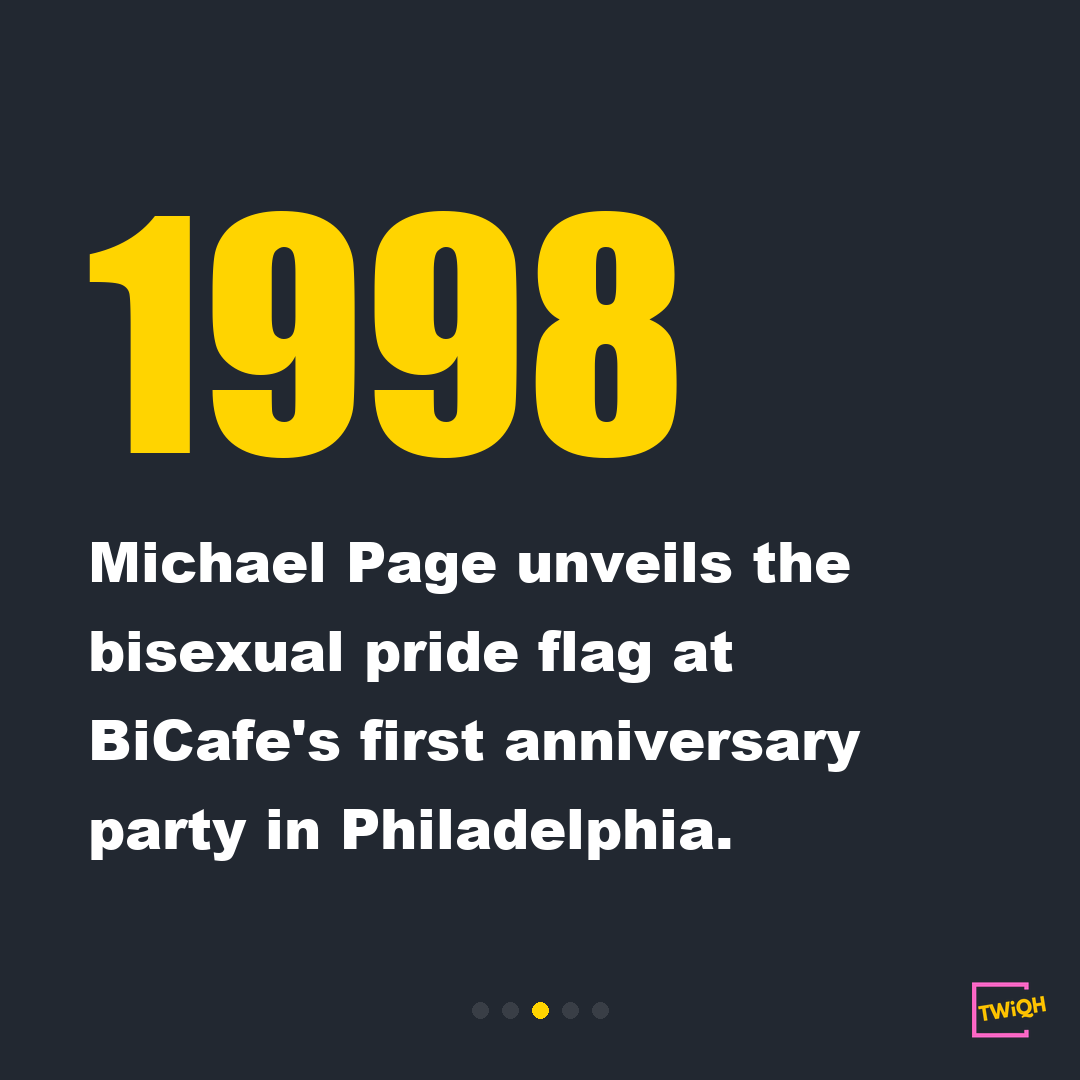 1998
Michael Page unveils the
bisexual pride flag at
BiCafe's first anniversary
party in Philadelphia.
TWiQH